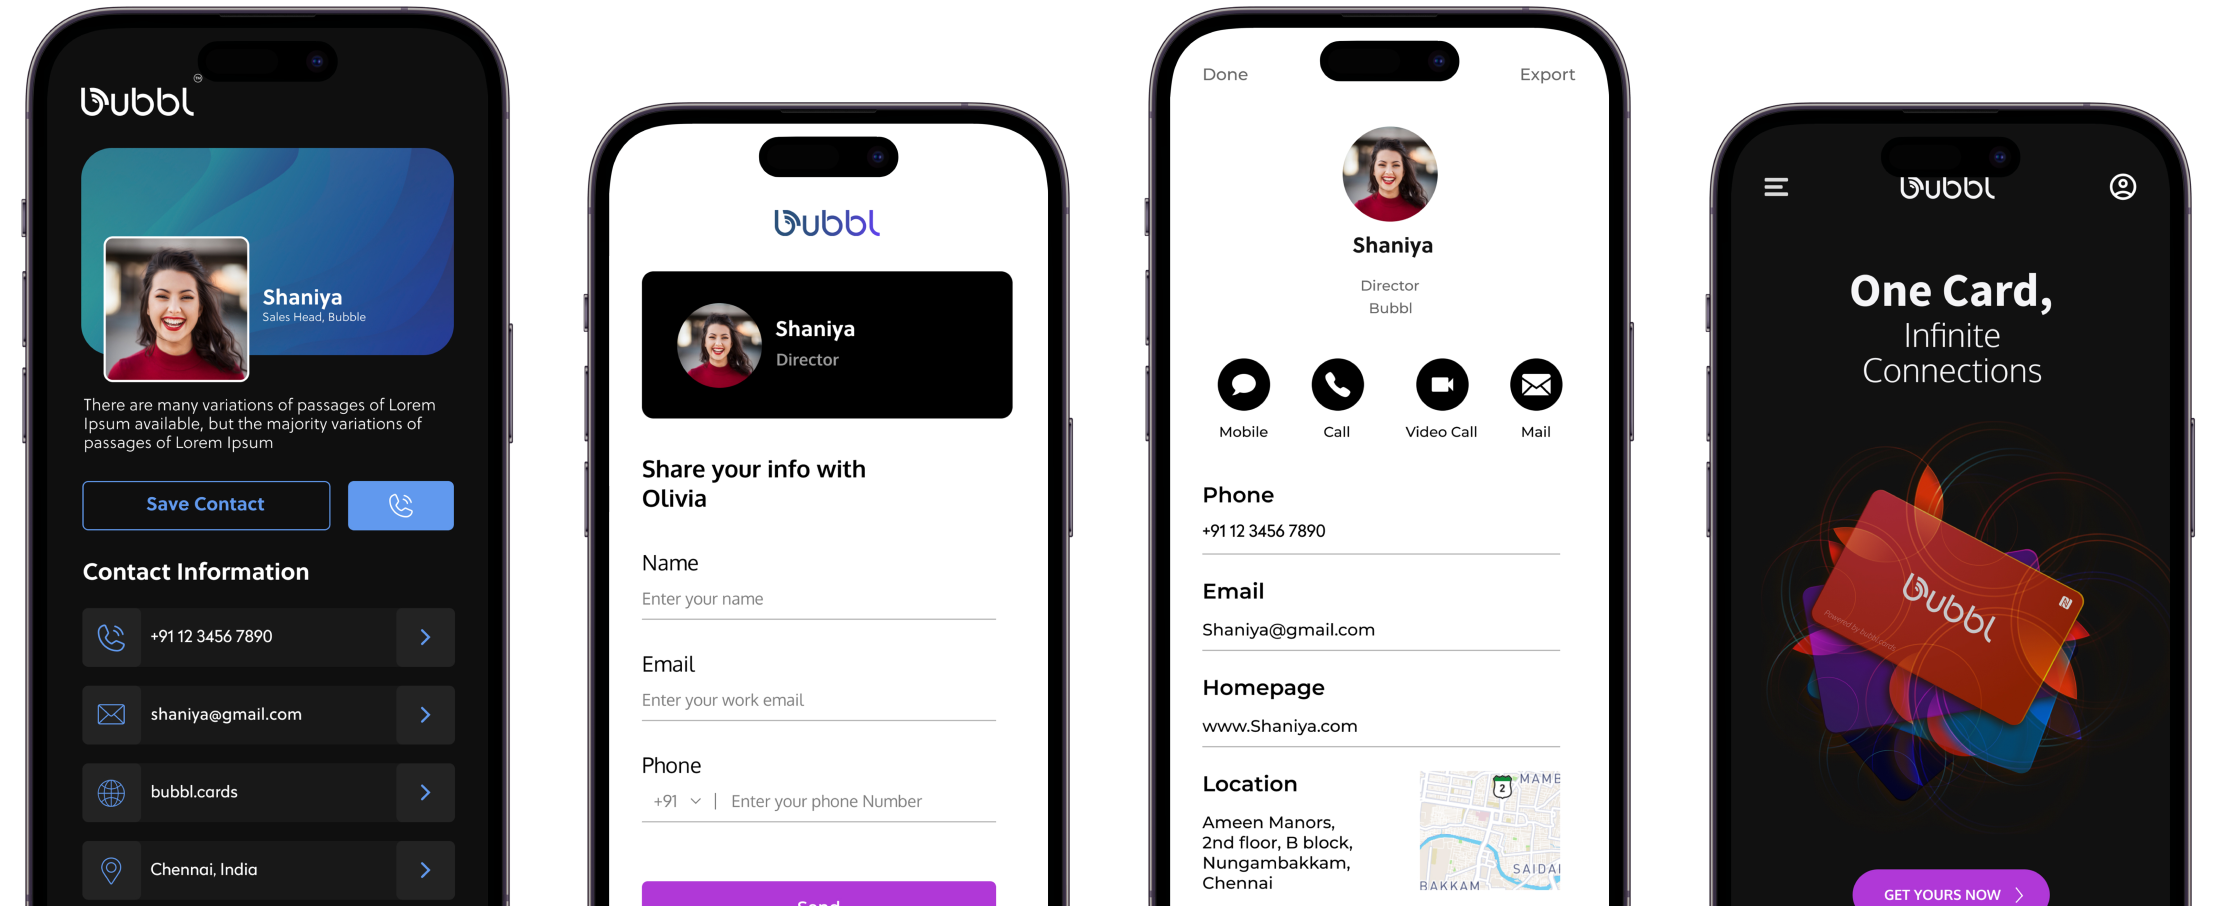 bubbl
Shaniya
Sales Head, Bubble
There are many variations of passages of Lorem
Ipsum available, but the majority variations of
passages of Lorem Ipsum
Save Contact
Contact Information
+91 12 3456 7890
shaniya@gmail.com
bubbl.cards
Chennai, India
bubbl
Shaniya
Director
Share your info with
Olivia
Name
Enter your name
Email
Enter your work email
Phone
+91 | Enter your phone Number
Send
Done
Export
Shaniya
Director
Bubbl
Mobile
Call
Video Call
Mail
Phone
+91 12 3456 7890
Email
Shaniya@gmail.com
Homepage
www.Shaniya.com
Location
Ameen Manors,
2nd floor, B block,
Nungambakkam,
Chennai
2
MAMB
SAIDAI
BAKKAM
bubbl
One Card,
Infinite
Connections
bubbl
Powered by bubbl.cards
GET YOURS NOW